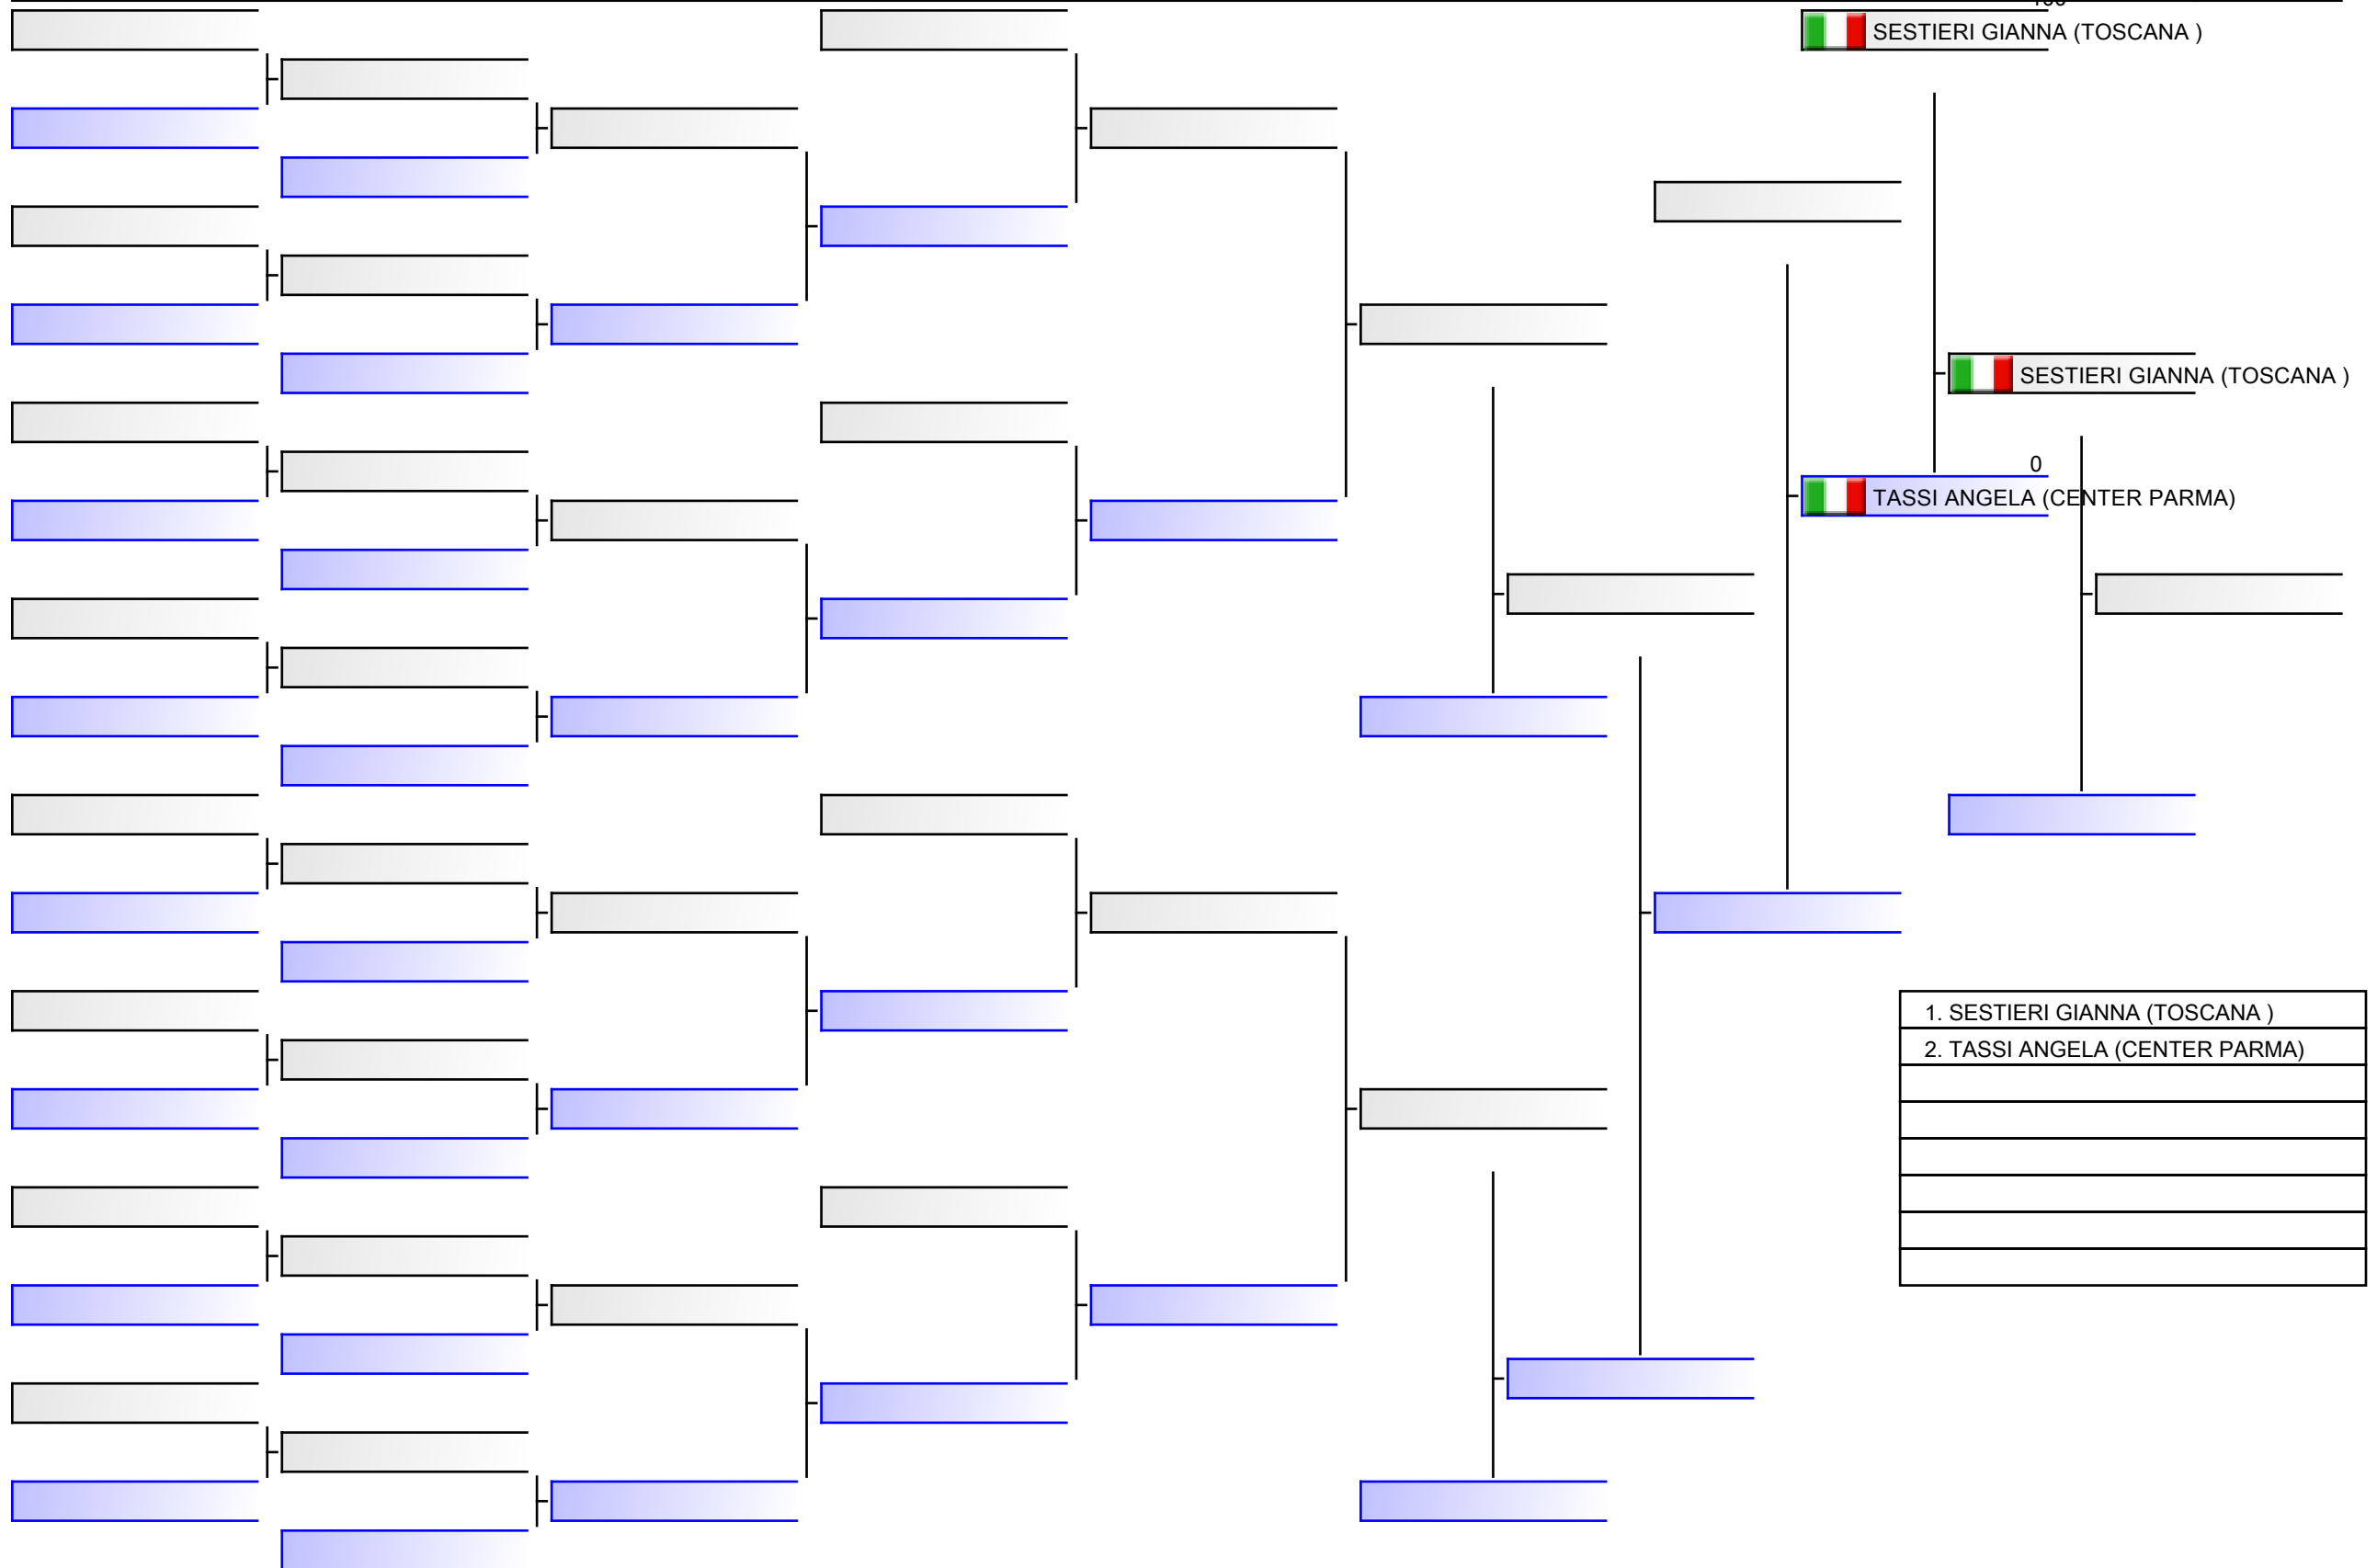 SESTIERI GIANNA (TOSCANA )
SESTIERI GIANNA (TOSCANA )
0
TASSI ANGELA (CENTER PARMA)
1. SESTIERI GIANNA (TOSCANA )
2. TASSI ANGELA (CENTER PARMA)